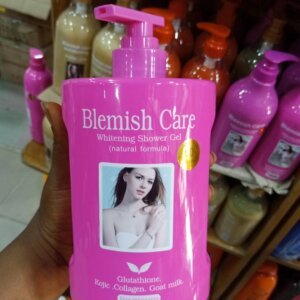 Blemish Care
Whitening Shower Gel
(natural formula)
Glutathione.
Kojic .Collagen. Goat milk.